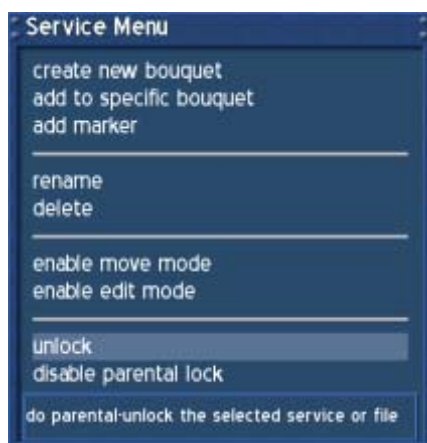 Service Menu
create new bouquet
add to specific bouquet
add marker
rename
delete
enable move mode
enable edit mode
unlock
disable parental lock
do parental-unlock the selected service or file